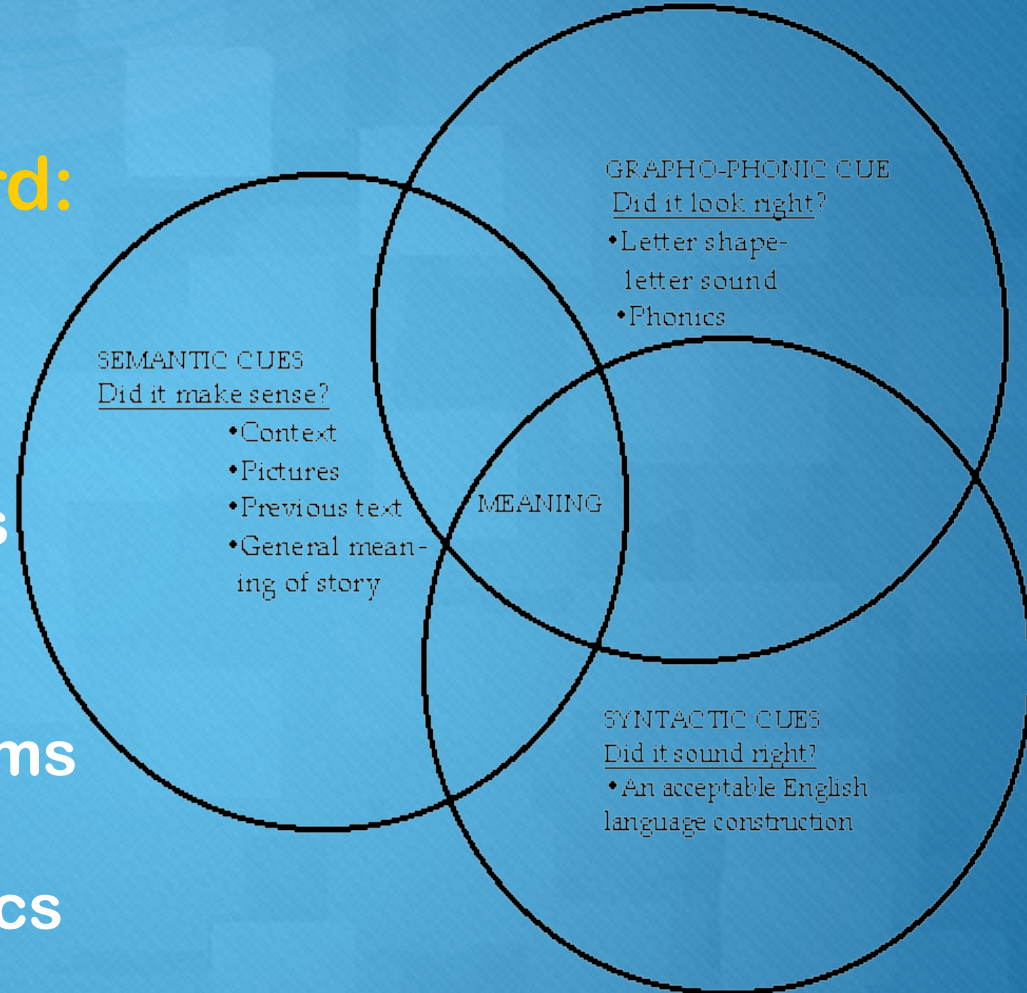 rd:
s
ms
cs
GRAPHO-PHONIC CUE
Did it look right?
•Letter shape-
letter sound
•Phonics
SEMANTIC CUES
Did it make sense?
•Context
•Pictures
•Previous text
•General mean-
ing of story
MEANING
SYNTACTIC CUES
Did it sound right?
•An acceptable English
language construction